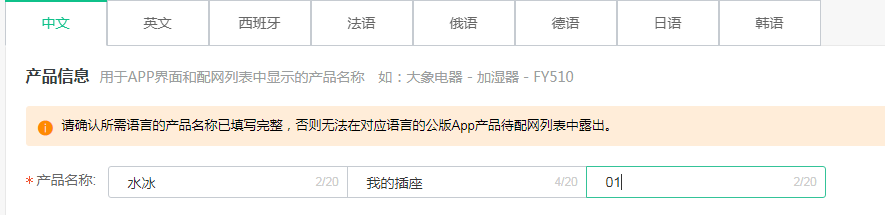 中文 英文 西班牙 法语 俄语 德语 日语 韩语
产品信息 用于APP界面和配网列表中显示的产品名称 如：大象电器 - 加湿器 - FY510
请确认所需语言的产品名称已填写完整，否则无法在对应语言的公版App产品待配网列表中露出。
*产品名称: 水冰 2/20 我的插座 4/20 01 2/20